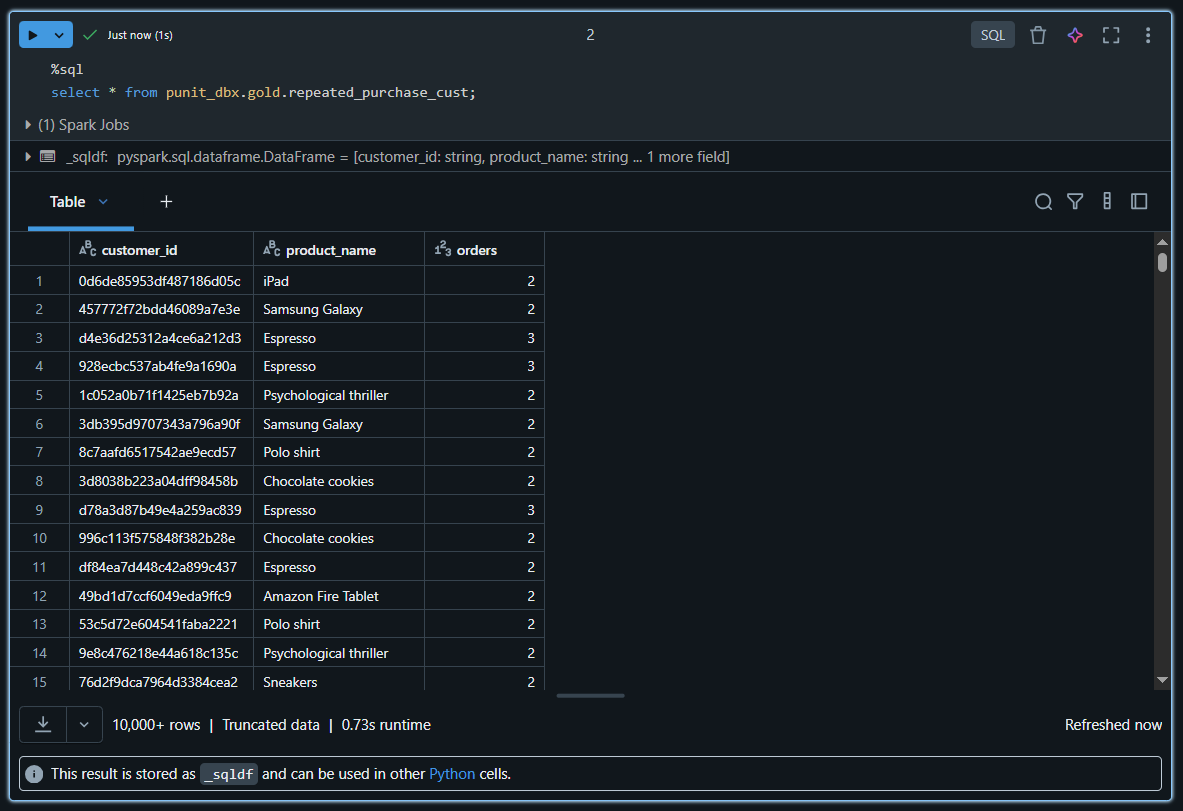 Just now (1s)
2
SQL
%sql
select * from punit_dbx.gold.repeated_purchase_cust;
(1) Spark Jobs
_sqldf: pyspark.sql.dataframe.DataFrame = [customer_id: string, product_name: string ... 1 more field]
Table
+
customer_id product_name orders
1 0d6de85953df487186d05c iPad 2
2 457772f72bdd46089a7e3e Samsung Galaxy 2
3 d4e36d25312a4ce6a212d3 Espresso 3
4 928ecbc537ab4fe9a1690a Espresso 3
5 1c052a0b71f1425eb7b92a Psychological thriller 2
6 3db395d9707343a796a90f Samsung Galaxy 2
7 8c7aafd6517542ae9ecd57 Polo shirt 2
8 3d8038b223a04dff98458b Chocolate cookies 2
9 d78a3d87b49e4a259ac839 Espresso 3
10 996c113f575848f382b28e Chocolate cookies 2
11 df84ea7d448c42a899c437 Espresso 2
12 49bd1d7ccf6049eda9ffc9 Amazon Fire Tablet 2
13 53c5d72e604541faba2221 Polo shirt 2
14 9e8c476218e44a618c135c Psychological thriller 2
15 76d2f9dca7964d3384cea2 Sneakers 2
10,000+ rows | Truncated data | 0.73s runtime
Refreshed now
This result is stored as _sqldf and can be used in other Python cells.